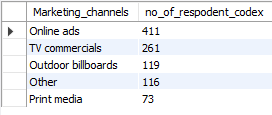 Marketing_channels no_of_respodent_codex
Online ads 411
TV commercials 261
Outdoor billboards 119
Other 116
Print media 73